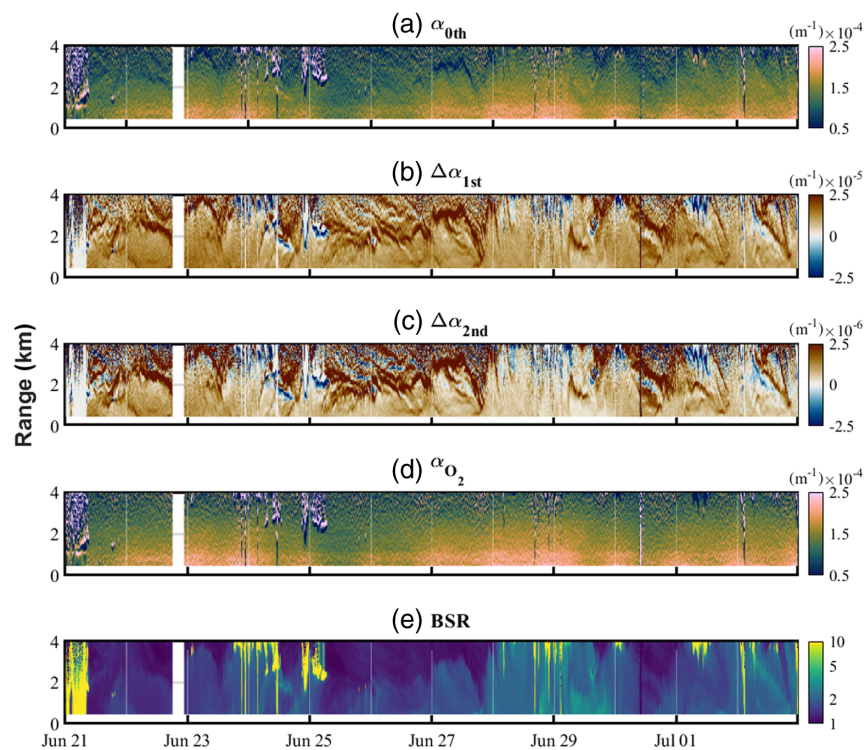 (a) α0th
(m⁻¹)×10⁻⁴
4
2
0
2.5
1.5
0.5
(b) Δα1st
(m⁻¹)×10⁻⁵
4
2
0
2.5
0
-2.5
(c) Δα2nd
(m⁻¹)×10⁻⁶
4
2
0
2.5
0
-2.5
Range (km)
(d) αO2
(m⁻¹)×10⁻⁴
4
2
0
2.5
1.5
0.5
(e) BSR
4
2
0
10
5
2
1
Jun 21 Jun 23 Jun 25 Jun 27 Jun 29 Jul 01